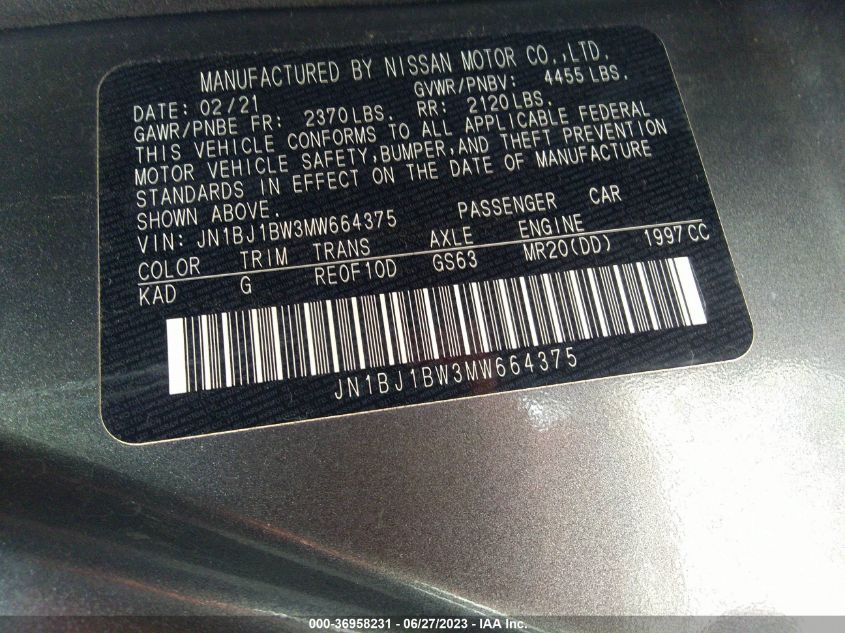 MANUFACTURED BY NISSAN MOTOR CO.,LTD.
DATE: 02/21 GVWR/PNBV: 4455 LBS.
GAWR/PNBE FR: 2370 LBS. RR: 2120 LBS.
THIS VEHICLE CONFORMS TO ALL APPLICABLE FEDERAL
MOTOR VEHICLE SAFETY,BUMPER,AND THEFT PREVENTION
STANDARDS IN EFFECT ON THE DATE OF MANUFACTURE
SHOWN ABOVE.
VIN: JN1BJ1BW3MW664375 PASSENGER CAR
COLOR TRIM TRANS AXLE ENGINE
KAD G RE0F10D GS63 MR20(DD) 1997 CC
JN1BJ1BW3MW664375
000-36958231 - 06/27/2023 - IAA Inc.